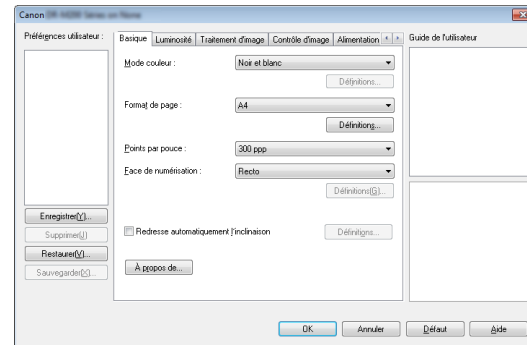 Canon
Préférences utilisateur :
Enregistrer(Y)...
Supprimer(J)
Restaurer(V)...
Sauvegarder(X)...
Basique
Luminosité
Traitement d'image
Contrôle d'image
Alimentation
Mode couleur :
Noir et blanc
Définitions...
Format de page :
A4
Définitions...
Points par pouce :
300 ppp
Face de numérisation :
Recto
Définitions(G)...
Redresse automatiquement l'inclinaison
Définitions...
À propos de...
Guide de l'utilisateur
OK
Annuler
Défaut
Aide